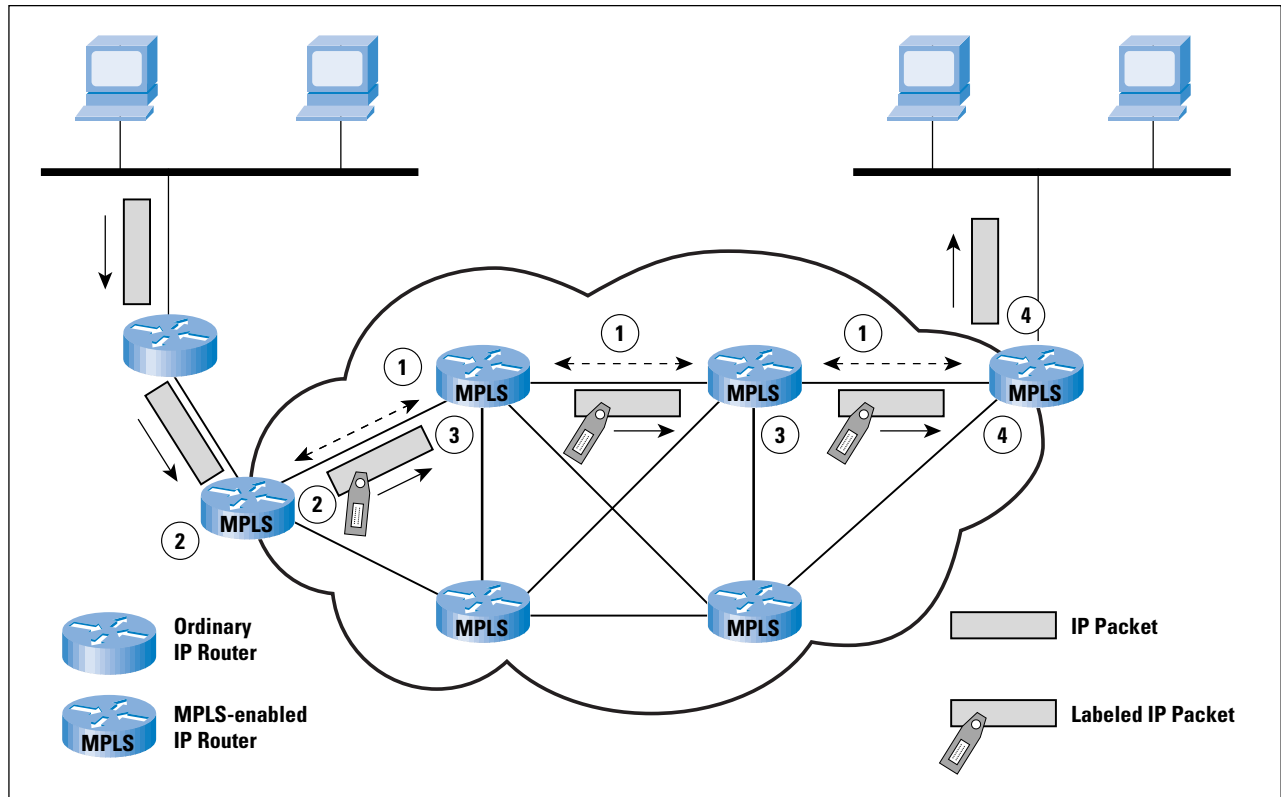 4
1
1
1
MPLS
MPLS
MPLS
3
3
4
2
MPLS
2
MPLS
MPLS
Ordinary
IP Router
IP Packet
MPLS-enabled
IP Router
MPLS
Labeled IP Packet